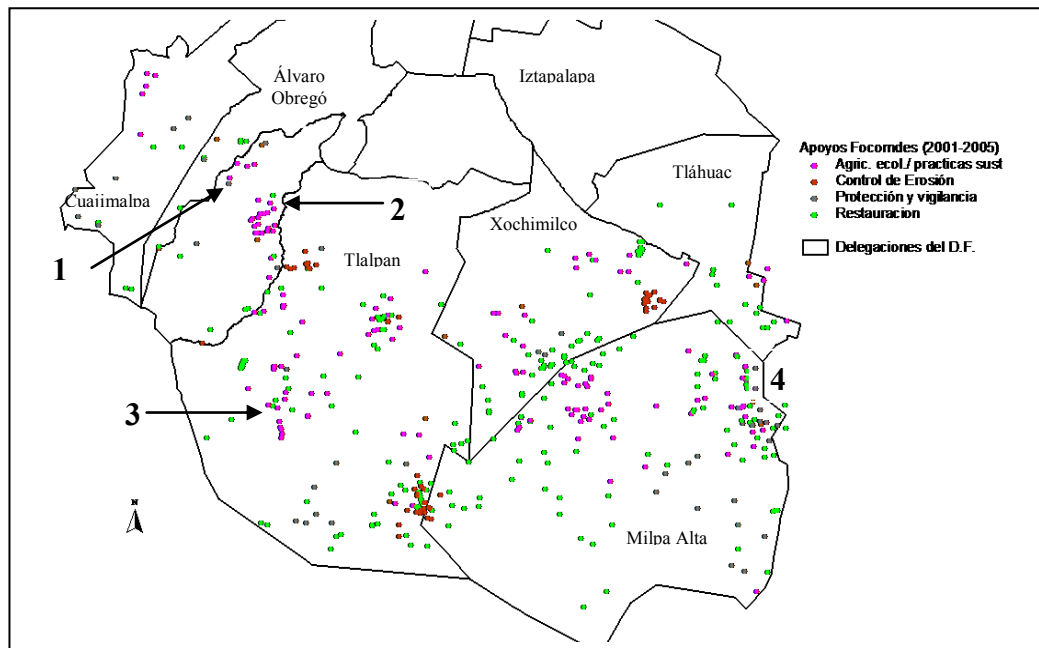 Álvaro
Obregó
Iztapalapa
Apoyos Focomdes (2001-2005)
Agric. ecol./ practicas sust
Control de Erosión
Protección y vigilancia
Restauracion
Delegaciones del D.F.
Tláhuac
Cuajimalpa
2
Xochimilco
1
Tlalpan
4
3
N
Milpa Alta